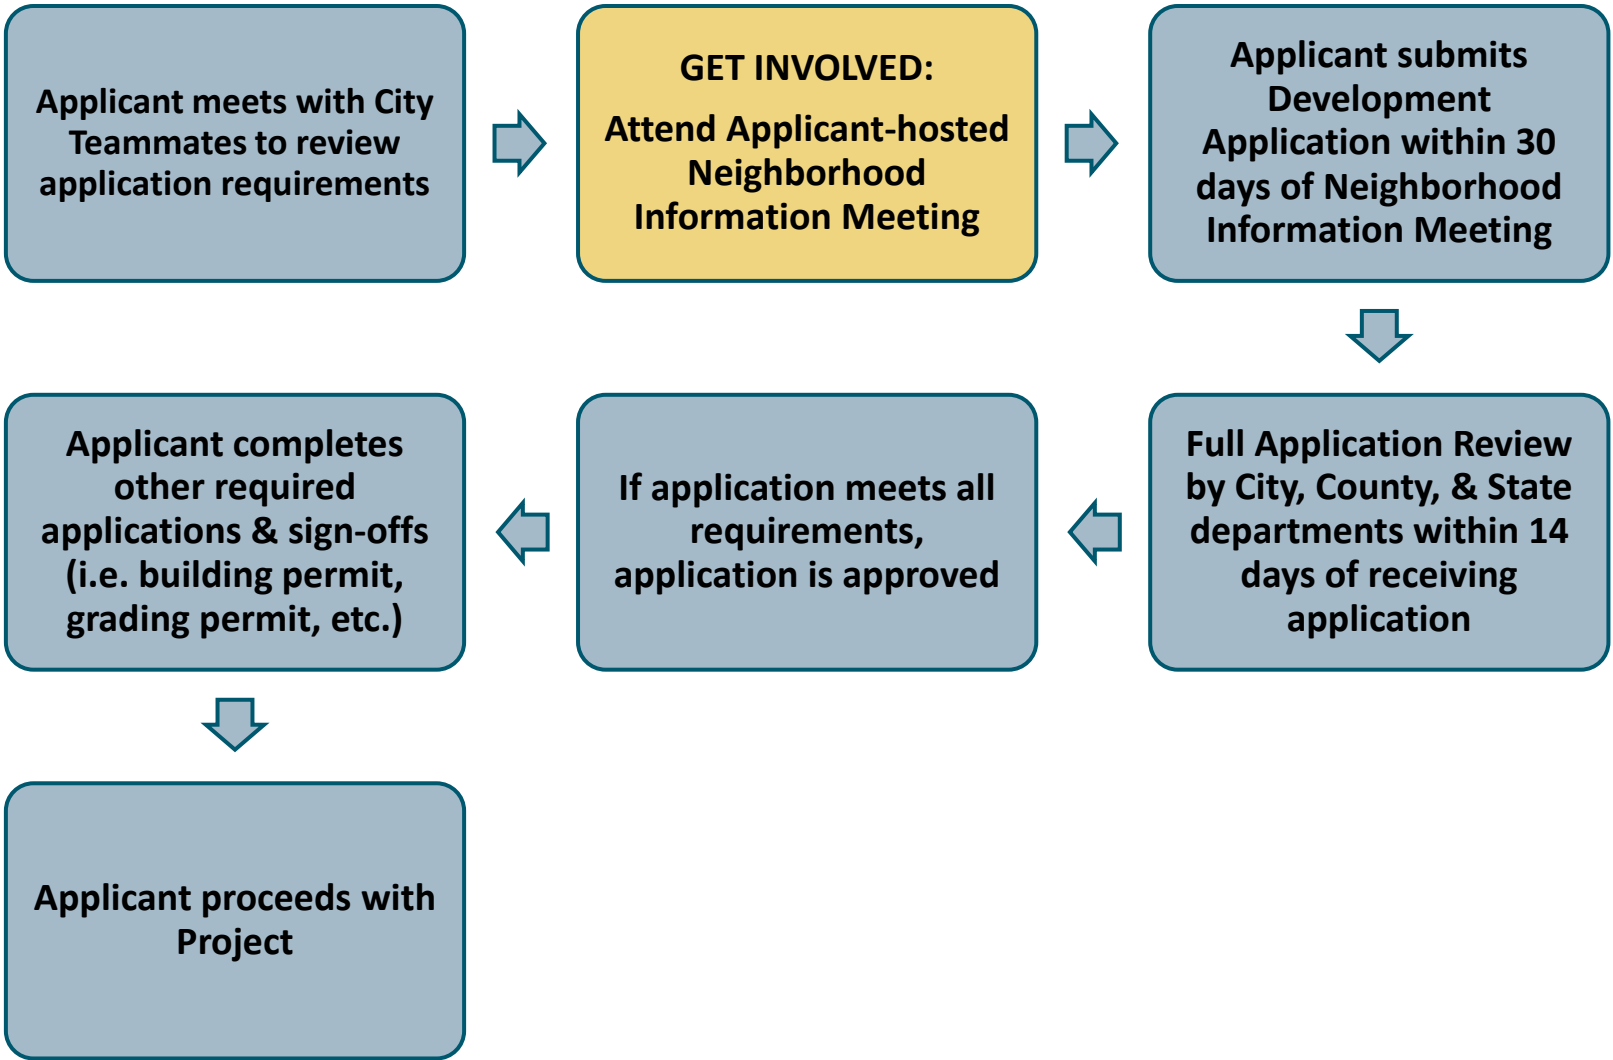 Applicant meets with City
Teammates to review
application requirements
GET INVOLVED:
Attend Applicant-hosted
Neighborhood
Information Meeting
Applicant submits
Development
Application within 30
days of Neighborhood
Information Meeting
Full Application Review
by City, County, & State
departments within 14
days of receiving
application
If application meets all
requirements,
application is approved
Applicant completes
other required
applications & sign-offs
(i.e. building permit,
grading permit, etc.)
Applicant proceeds with
Project